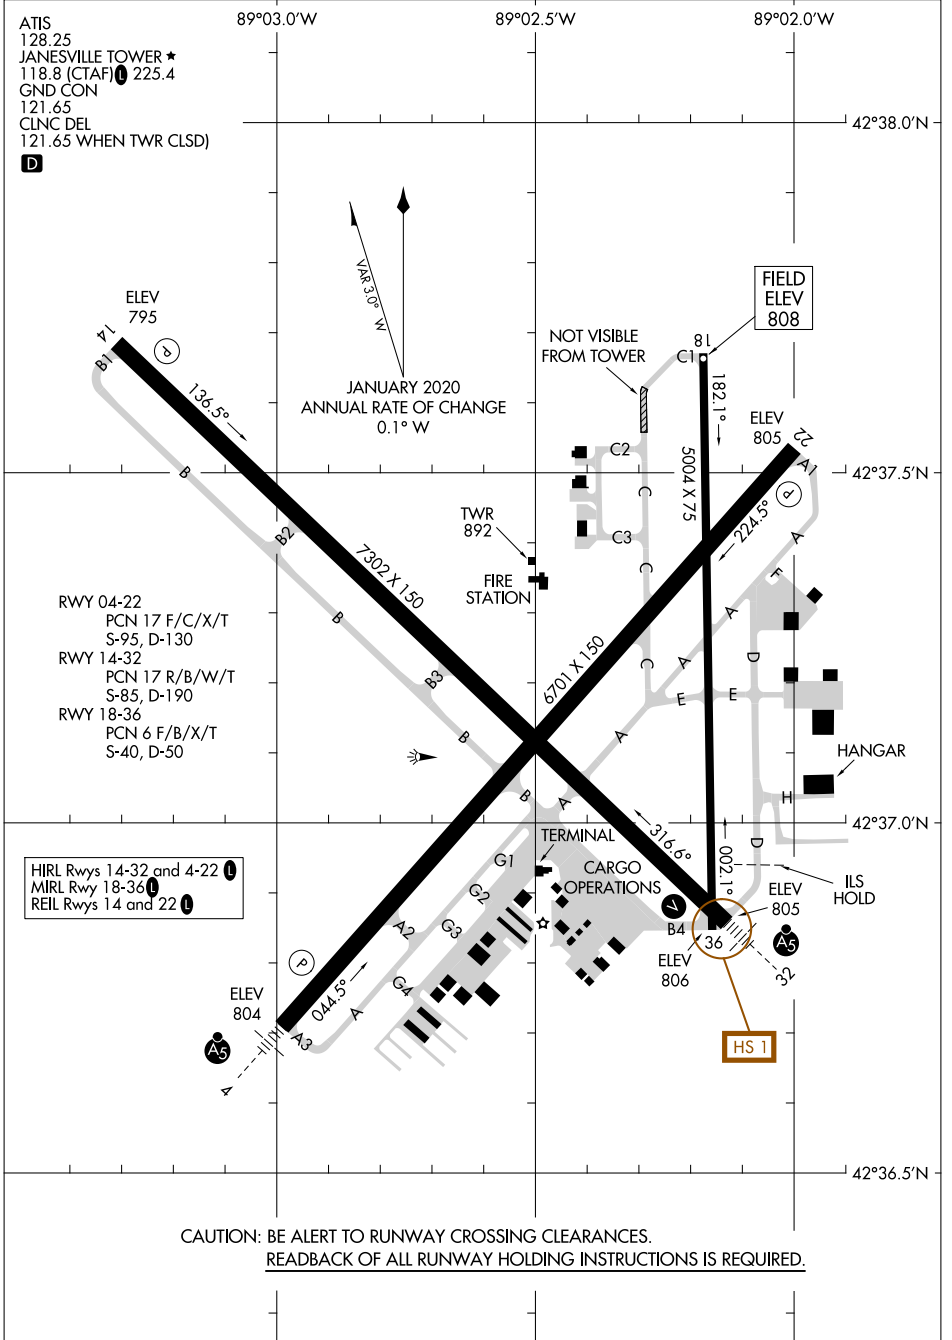 89°03.0'W
89°02.5'W
89°02.0'W
ATIS
128.25
JANESVILLE TOWER ★
118.8 (CTAF) L 225.4
GND CON
121.65
CLNC DEL
121.65 WHEN TWR CLSD)
D
42°38.0'N
VAR 3.0° W
JANUARY 2020
ANNUAL RATE OF CHANGE
0.1° W
FIELD
ELEV
808
ELEV
795
14
B1
P
136.5°
NOT VISIBLE
FROM TOWER
C1
18
182.1°
ELEV
805
22
A1
P
224.5°
42°37.5'N
B
B2
C2
C
C3
C
5004 X 75
A
TWR
892
FIRE
STATION
7302 X 150
F
A
B
RWY 04-22
PCN 17 F/C/X/T
S-95, D-130
RWY 14-32
PCN 17 R/B/W/T
S-85, D-190
RWY 18-36
PCN 6 F/B/X/T
S-40, D-50
6701 X 150
C
A
D
E
E
B3
B
A
HANGAR
B
A
H
42°37.0'N
TERMINAL
316.6°
002.1°
D
G1
CARGO
OPERATIONS
ILS
HOLD
HIRL Rwys 14-32 and 4-22 L
MIRL Rwy 18-36 L
REIL Rwys 14 and 22 L
G2
V
ELEV
805
A2
G3
B4
36
A5
ELEV
806
32
P
G4
044.5°
A
ELEV
804
A3
A5
4
HS 1
42°36.5'N
CAUTION: BE ALERT TO RUNWAY CROSSING CLEARANCES.
READBACK OF ALL RUNWAY HOLDING INSTRUCTIONS IS REQUIRED.